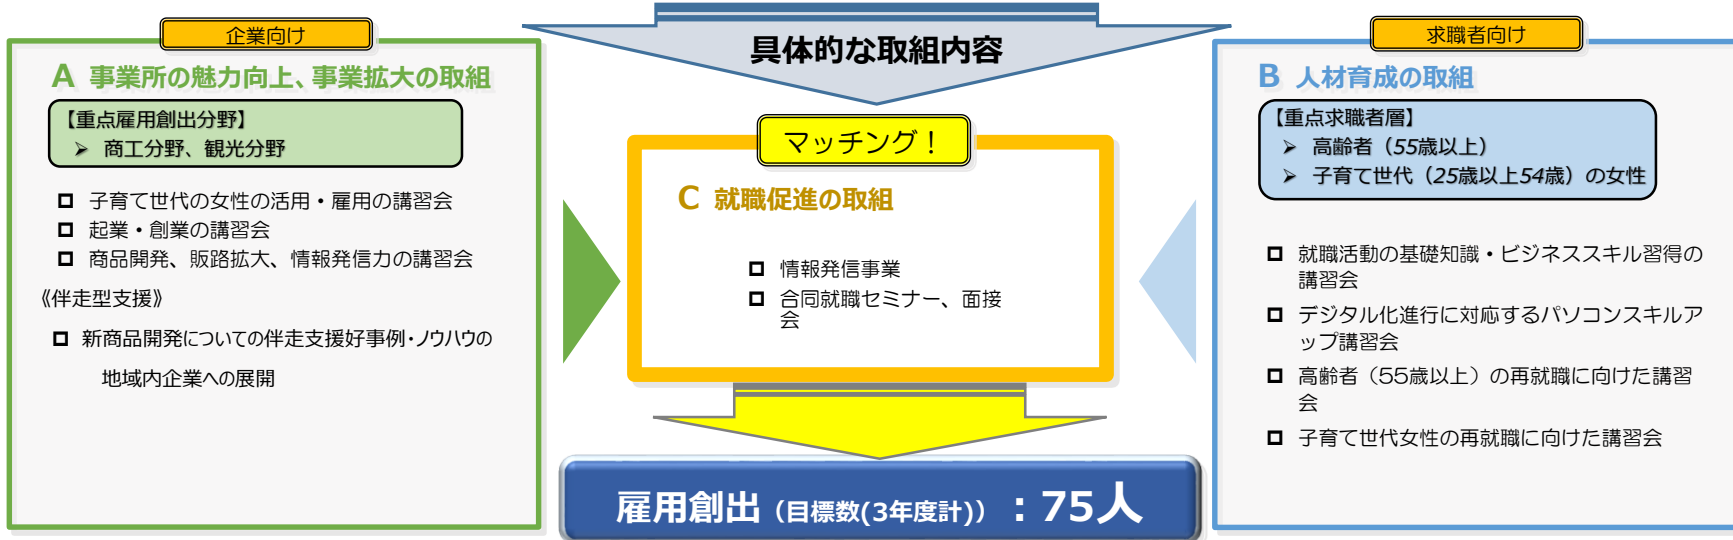 具体的な取組内容
企業向け
A 事業所の魅力向上、事業拡大の取組
【重点雇用創出分野】
➢ 商工分野、観光分野
□ 子育て世代の女性の活用・雇用の講習会
□ 起業・創業の講習会
□ 商品開発、販路拡大、情報発信力の講習会
《伴走型支援》
□ 新商品開発についての伴走支援好事例・ノウハウの
地域内企業への展開
マッチング！
C 就職促進の取組
□ 情報発信事業
□ 合同就職セミナー、面接
会
求職者向け
B 人材育成の取組
【重点求職者層】
➢ 高齢者（55歳以上）
➢ 子育て世代（25歳以上54歳）の女性
□ 就職活動の基礎知識・ビジネススキル習得の
講習会
□ デジタル化進行に対応するパソコンスキルア
ップ講習会
□ 高齢者（55歳以上）の再就職に向けた講習
会
□ 子育て世代女性の再就職に向けた講習会
雇用創出（目標数(3年度計)）：75人